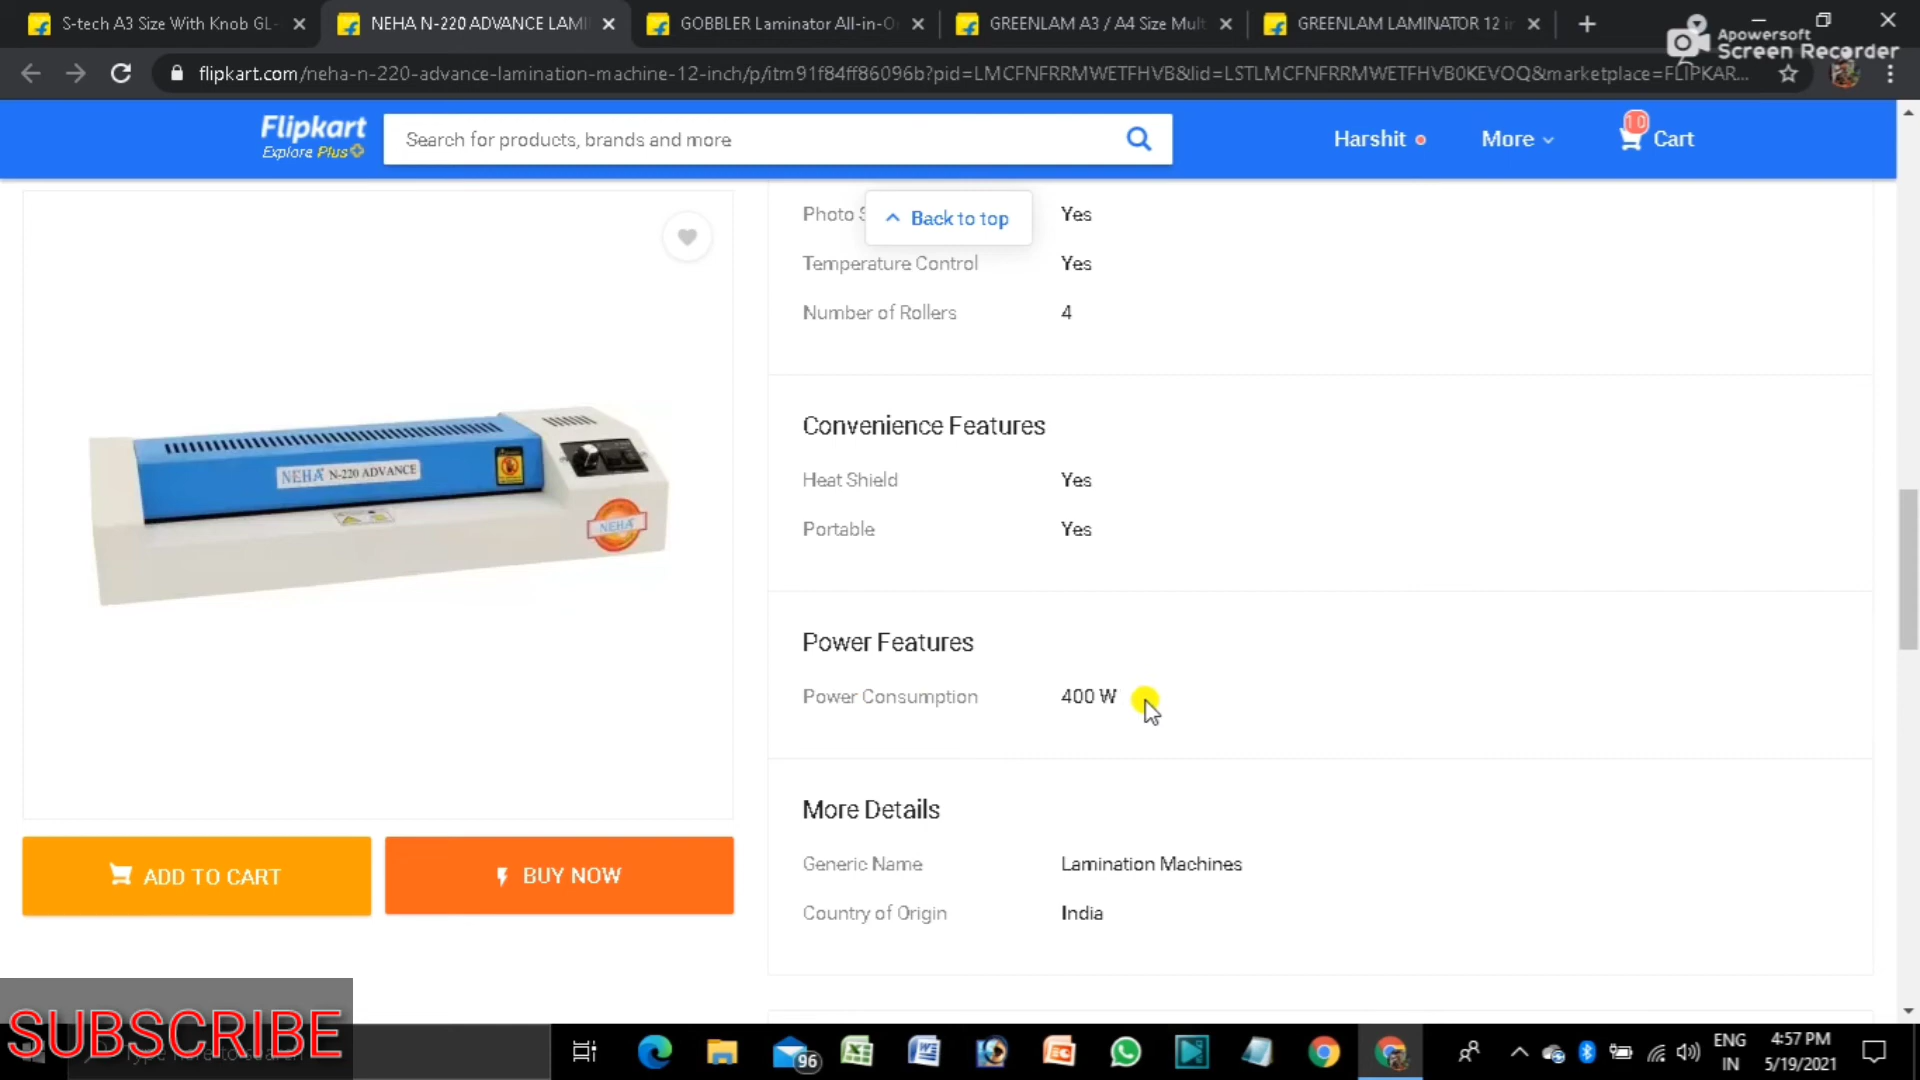 S-tech A3 Size With Knob GL-
NEHA N-220 ADVANCE LAMI
GOBBLER Laminator All-in-O
GREENLAM A3 / A4 Size Mult
GREENLAM LAMINATOR 12 i
Apowersoft
Screen Recorder
flipkart.com/neha-n-220-advance-lamination-machine-12-inch/p/itm91f84ff86096b?pid=LMCFNFRRMWETFHVB&lid=LSTLMCFNFRRMWETFHVB0KEVOQ&marketplace=FLIPKAR...
Flipkart
Explore Plus
Search for products, brands and more
Harshit
More
10
Cart
Back to top
Photo S
Yes
Temperature Control
Yes
Number of Rollers
4
Convenience Features
Heat Shield
Yes
Portable
Yes
NEHA N-220 ADVANCE
NEHA
Power Features
Power Consumption
400 W
More Details
Generic Name
Lamination Machines
Country of Origin
India
ADD TO CART
BUY NOW
SUBSCRIBE
Type here to search
96
ENG
IN
4:57 PM
5/19/2021